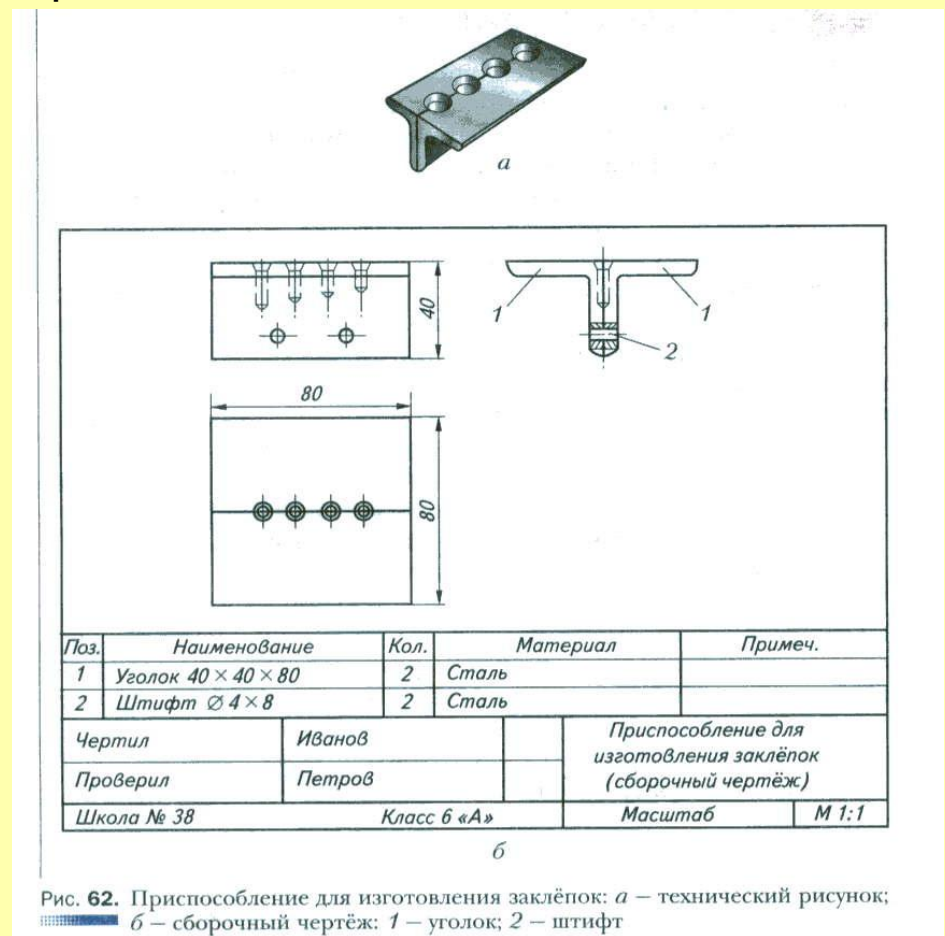 а
40
1
1
2
80
80
Поз. Наименование Кол. Материал Примеч.
1 Уголок 40 × 40 × 80 2 Сталь
2 Штифт ∅ 4 × 8 2 Сталь
Чертил Иванов
Проверил Петров
Приспособление для
изготовления заклёпок
(сборочный чертёж)
Школа № 38 Класс 6 «А» Масштаб М 1:1
б
Рис. 62. Приспособление для изготовления заклёпок: а – технический рисунок;
б – сборочный чертёж: 1 – уголок; 2 – штифт